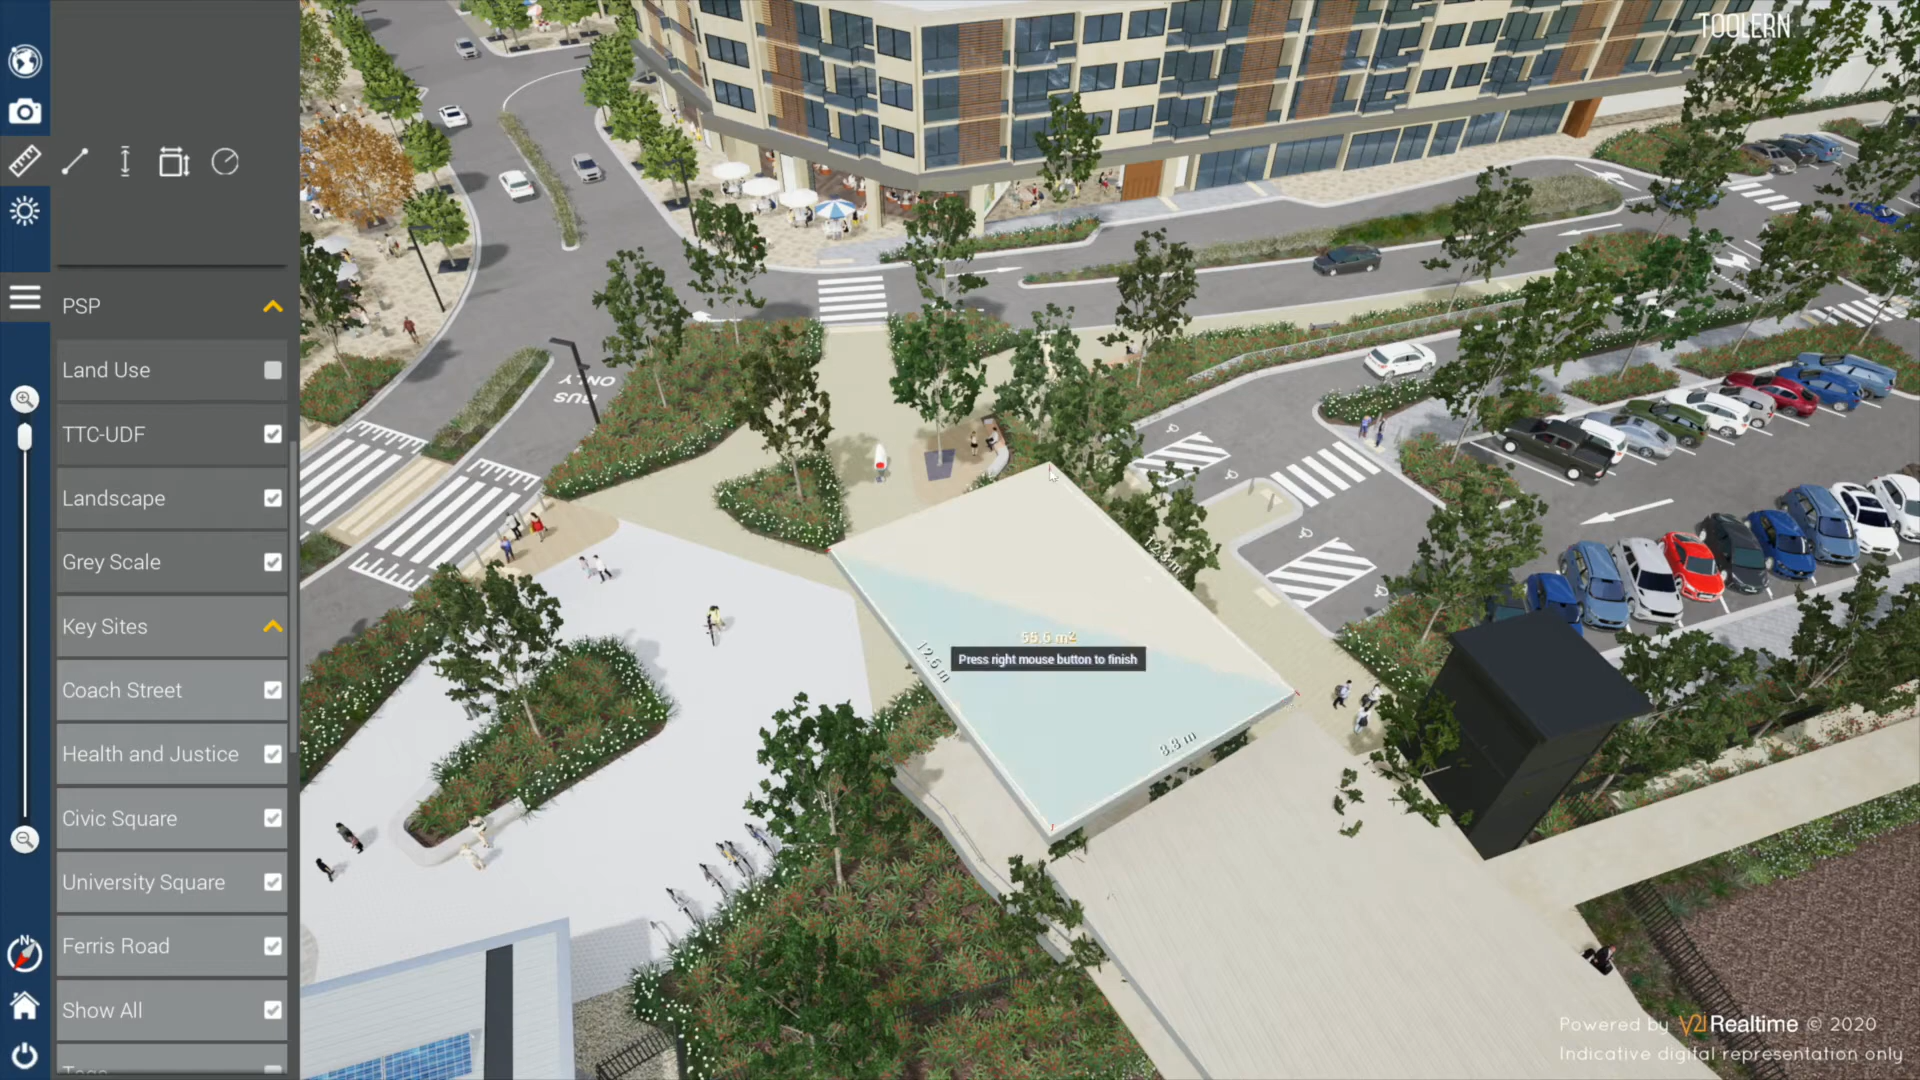 TOOLERN
PSP
Land Use
TTC-UDF
Landscape
Grey Scale
Key Sites
Coach Street
Health and Justice
Civic Square
University Square
Ferris Road
Show All
N
BUS
ONLY
55.6 m²
Press right mouse button to finish
12.6 m
8.8 m
Powered by V2i Realtime © 2020
Indicative digital representation only